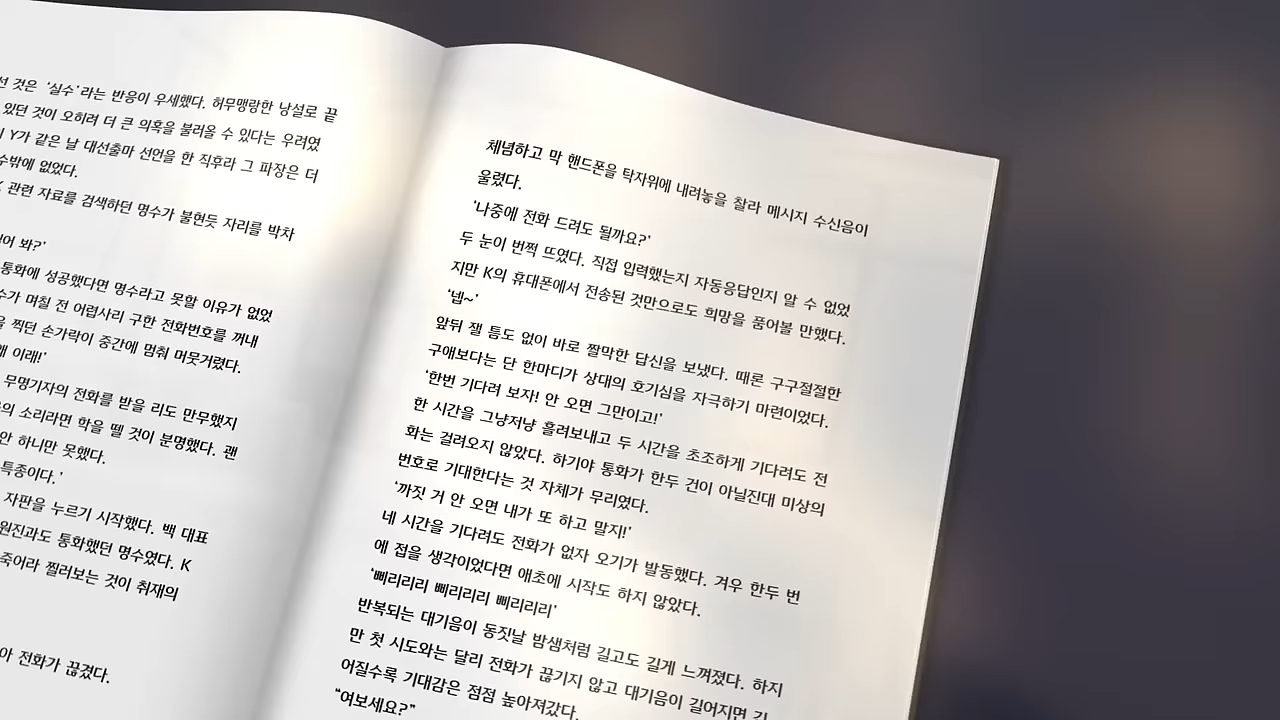 선 것은 ‘실수’라는 반응이 우세했다. 허무맹랑한 낭설로 끝
있던 것이 오히려 더 큰 의혹을 불러올 수 있다는 우려였
Y가 같은 날 대선출마 선언을 한 직후라 그 파장은 더
수밖에 없었다.
관련 자료를 검색하던 명수가 불현듯 자리를 박차
봐?’
통화에 성공했다면 명수라고 못할 이유가 없었
수가 며칠 전 어렵사리 구한 전화번호를 꺼내
찍던 손가락이 중간에 멈춰 머뭇거렸다.
이래!’
무명기자의 전화를 받을 리도 만무했지
소리라면 학을 뗄 것이 분명했다. 괜
안 하니만 못했다.
특종이다.’
자판을 누르기 시작했다. 백 대표
원진과도 통화했던 명수였다. K
죽어라 찔러보는 것이 취재의
전화가 끊겼다.
체념하고 막 핸드폰을 탁자위에 내려놓을 찰라 메시지 수신음이
울렸다.
‘나중에 전화 드려도 될까요?’
두 눈이 번쩍 뜨였다. 직접 입력했는지 자동응답인지 알 수 없었
지만 K의 휴대폰에서 전송된 것만으로도 희망을 품어볼 만했다.
‘넵~’
앞뒤 잴 틈도 없이 바로 짤막한 답신을 보냈다. 때론 구구절절한
구애보다는 단 한마디가 상대의 호기심을 자극하기 마련이었다.
‘한번 기다려 보자! 안 오면 그만이고!’
한 시간을 그냥저냥 흘려보내고 두 시간을 초조하게 기다려도 전
화는 걸려오지 않았다. 하기야 통화가 한두 건이 아닐진대 미상의
번호로 기대한다는 것 자체가 무리였다.
‘까짓 거 안 오면 내가 또 하고 말지!’
네 시간을 기다려도 전화가 없자 오기가 발동했다. 겨우 한두 번
에 접을 생각이었다면 애초에 시작도 하지 않았다.
‘삐리리리 삐리리리 삐리리리’
반복되는 대기음이 동짓날 밤샘처럼 길고도 길게 느껴졌다. 하지
만 첫 시도와는 달리 전화가 끊기지 않고 대기음이 길어지면 길
어질수록 기대감은 점점 높아져갔다.
“여보세요?”